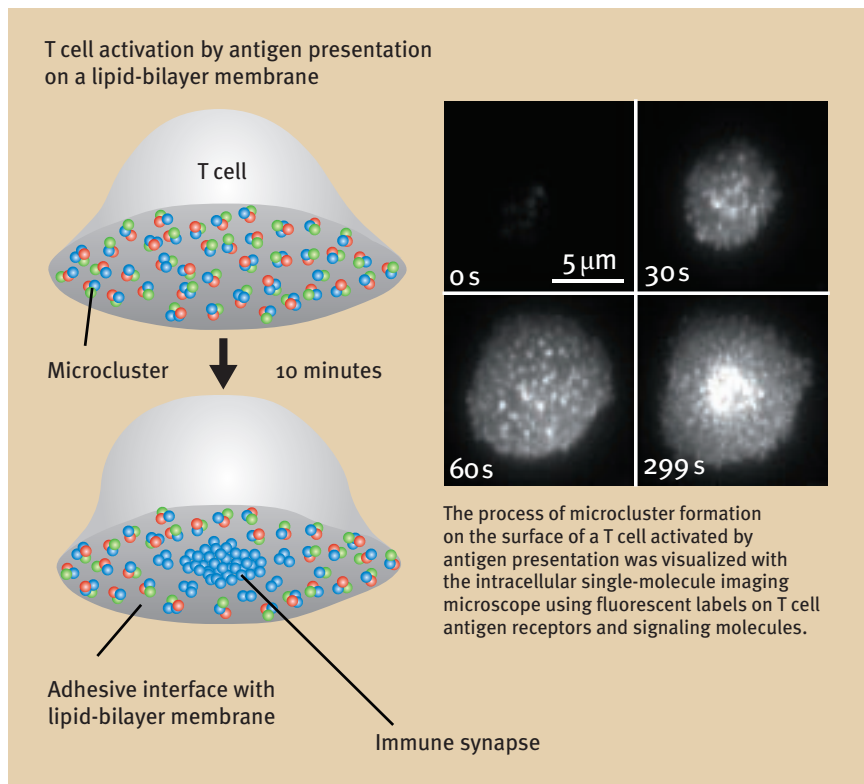 T cell activation by antigen presentation
on a lipid-bilayer membrane
T cell
Microcluster
10 minutes
Adhesive interface with
lipid-bilayer membrane
Immune synapse
0 s
5 μm
30 s
60 s
299 s
The process of microcluster formation
on the surface of a T cell activated by
antigen presentation was visualized with
the intracellular single-molecule imaging
microscope using fluorescent labels on T cell
antigen receptors and signaling molecules.